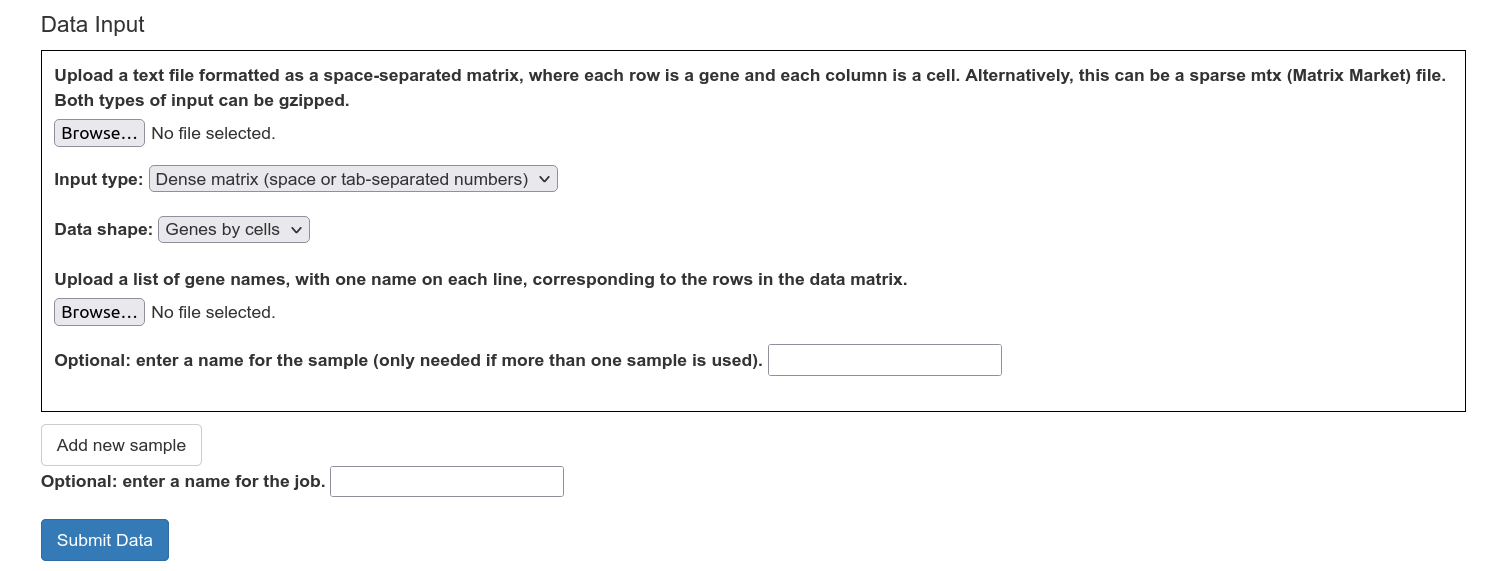 Data Input
Upload a text file formatted as a space-separated matrix, where each row is a gene and each column is a cell. Alternatively, this can be a sparse mtx (Matrix Market) file.
Both types of input can be gzipped.
Browse... No file selected.
Input type: Dense matrix (space or tab-separated numbers)
Data shape: Genes by cells
Upload a list of gene names, with one name on each line, corresponding to the rows in the data matrix.
Browse... No file selected.
Optional: enter a name for the sample (only needed if more than one sample is used).
Add new sample
Optional: enter a name for the job.
Submit Data